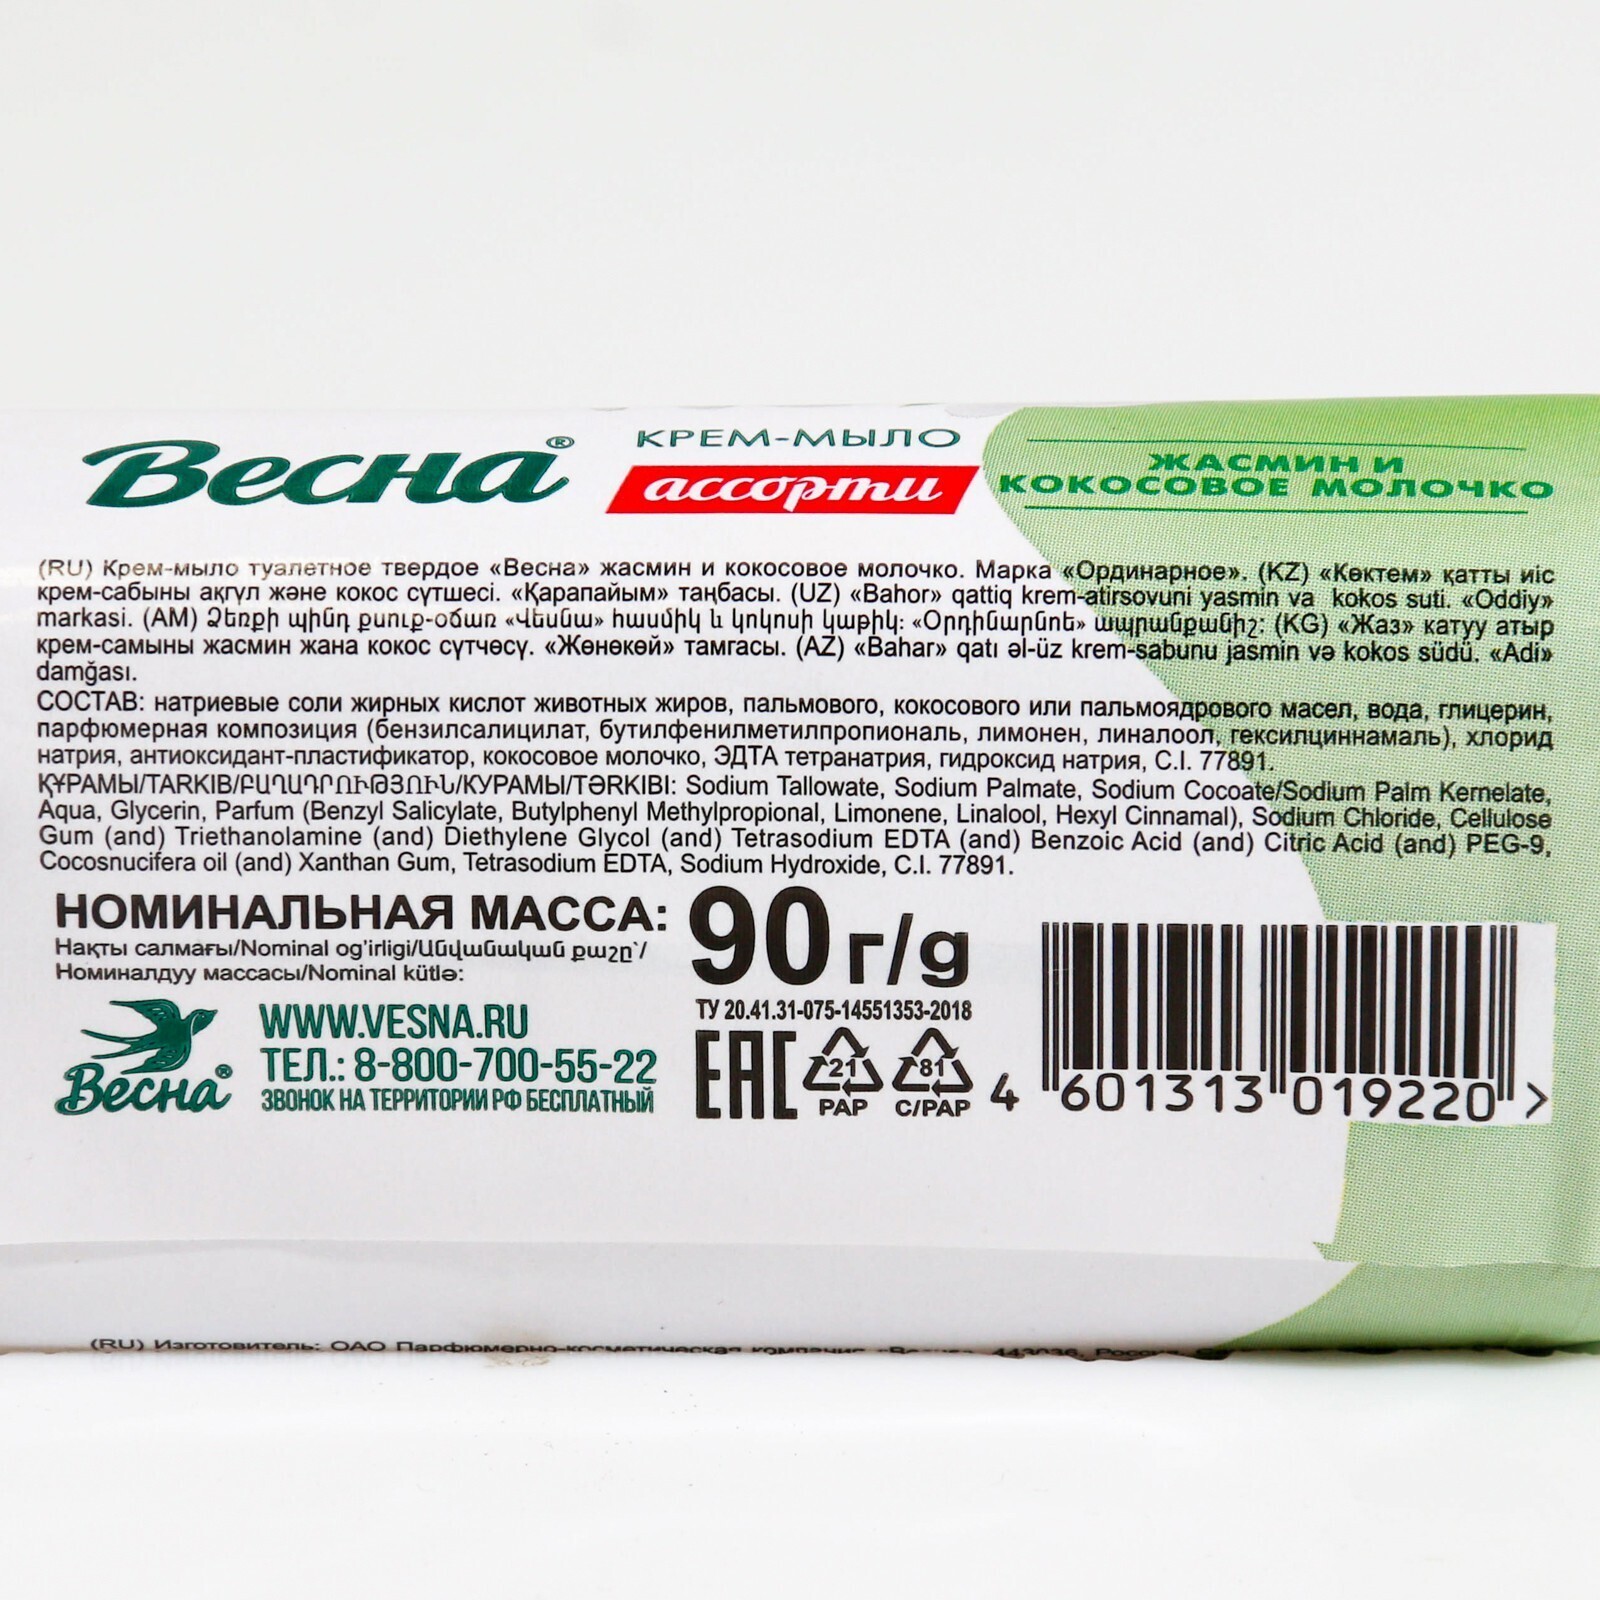 Весна®
КРЕМ-МЫЛО
ассорти
ЖАСМИН И
КОКОСОВОЕ МОЛОЧКО
(RU) Крем-мыло туалетное твердое «Весна» жасмин и кокосовое молочко. Марка «Ординарное». (KZ) «Көктем» қатты иіс
крем-сабыны ақгүл және кокос сүтшесі. «Қарапайым» таңбасы. (UZ) «Bahor» qattiq krem-atirsovuni yasmin va kokos suti. «Oddiy»
markasi. (AM) Ձեռքի պինդ քսուք-օճառ «Վեսնա» հասմիկ և կոկոսի կաթիկ: «Օրդինարնոե» ապրանքանիշ: (KG) «Жаз» катуу атыр
крем-самыны жасмин жана кокос сүтчөсү. «Жөнөкөй» тамгасы. (AZ) «Bahar» qatı əl-üz krem-sabunu jasmin və kokos südü. «Adi»
damğası.
СОСТАВ: натриевые соли жирных кислот животных жиров, пальмового, кокосового или пальмоядрового масел, вода, глицерин,
парфюмерная композиция (бензилсалицилат, бутилфенилметилпропиональ, лимонен, линалоол, гексилциннамаль), хлорид
натрия, антиоксидант-пластификатор, кокосовое молочко, ЭДТА тетранатрия, гидроксид натрия, C.I. 77891.
ҚҰРАМЫ/TARKIB/ԲԱՂԱԴՐՈՒԹՅՈՒՆ/КУРАМЫ/TƏRKIBI: Sodium Tallowate, Sodium Palmate, Sodium Cocoate/Sodium Palm Kernelate,
Aqua, Glycerin, Parfum (Benzyl Salicylate, Butylphenyl Methylpropional, Limonene, Linalool, Hexyl Cinnamal), Sodium Chloride, Cellulose
Gum (and) Triethanolamine (and) Diethylene Glycol (and) Tetrasodium EDTA (and) Benzoic Acid (and) Citric Acid (and) PEG-9,
Cocosnucifera oil (and) Xanthan Gum, Tetrasodium EDTA, Sodium Hydroxide, C.I. 77891.
НОМИНАЛЬНАЯ МАССА: 90 г/g
Нақты салмағы/Nominal og'irligi/Անվանական քաշը՝/
Номиналдуу массасы/Nominal kütlə:
ТУ 20.41.31-075-14551353-2018
Весна®
WWW.VESNA.RU
ТЕЛ.: 8-800-700-55-22
ЗВОНОК НА ТЕРРИТОРИИ РФ БЕСПЛАТНЫЙ
EAC
21
PAP
81
C/PAP
4 601313 019220 >
(RU) Изготовитель: ОАО Парфюмерно-косметическая компания «Весна», 443036, Россия,